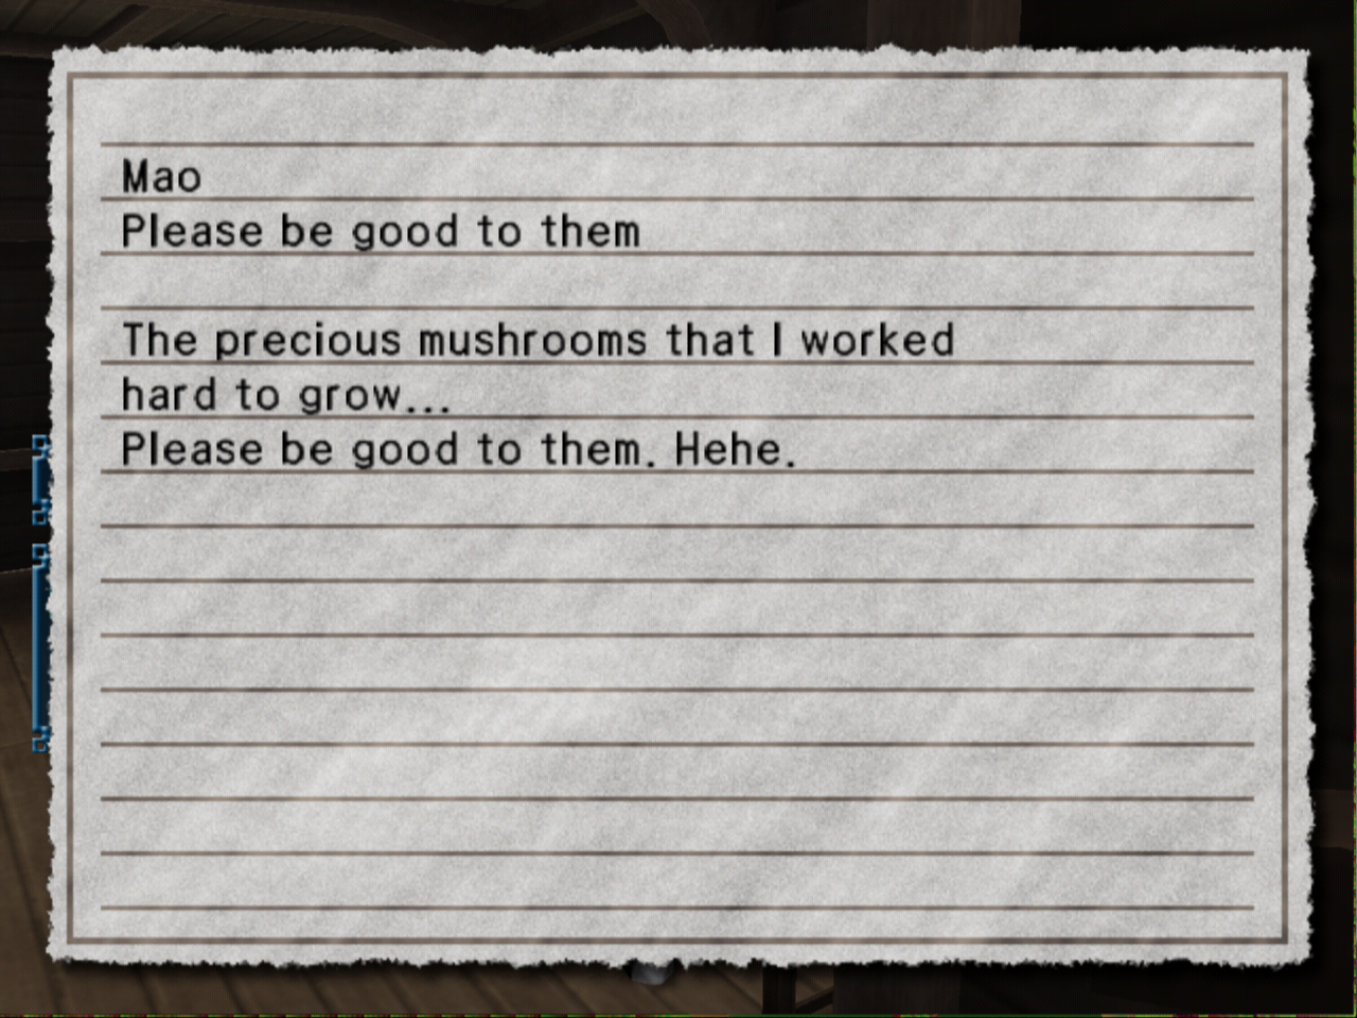 Mao
Please be good to them
The precious mushrooms that I worked
hard to grow...
Please be good to them. Hehe.